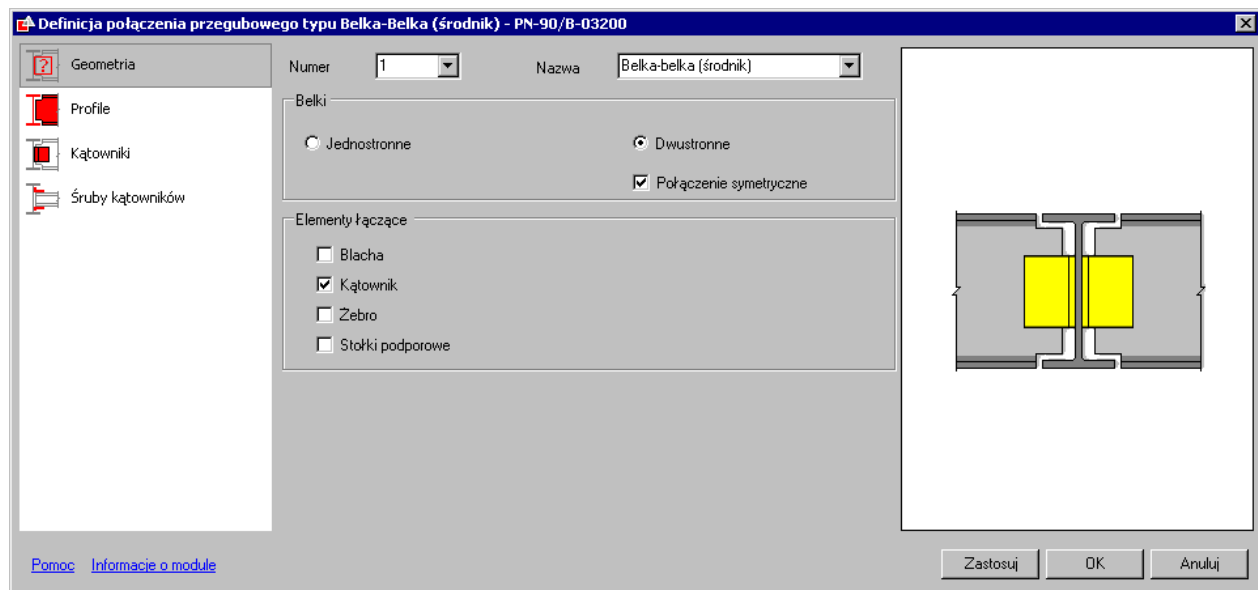 Definicja połączenia przegubowego typu Belka-Belka (środnik) - PN-90/B-03200
Geometria
Profile
Kątowniki
Śruby kątowników
Numer 1 Nazwa Belka-belka (środnik)
Belki
Jednostronne Dwustronne
Połączenie symetryczne
Elementy łączące
Blacha
Kątownik
Żebro
Stołki podporowe
Pomoc Informacje o module
Zastosuj OK Anuluj